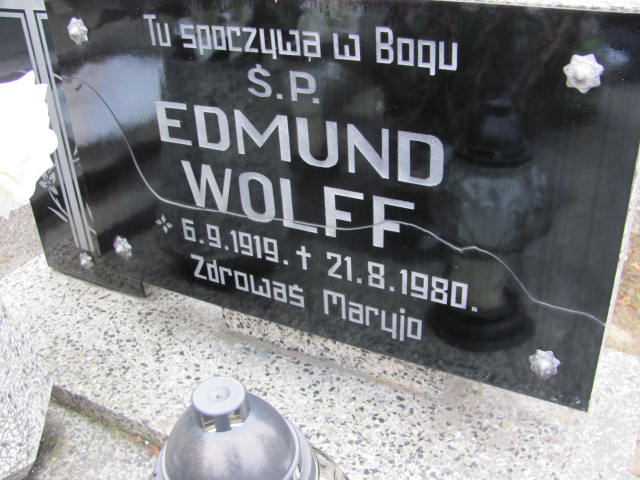 Tu spoczywa w Bogu
Ś.P.
EDMUND
WOLFF
6.9.1919. † 21.8.1980.
Zdrowaś Maryjo